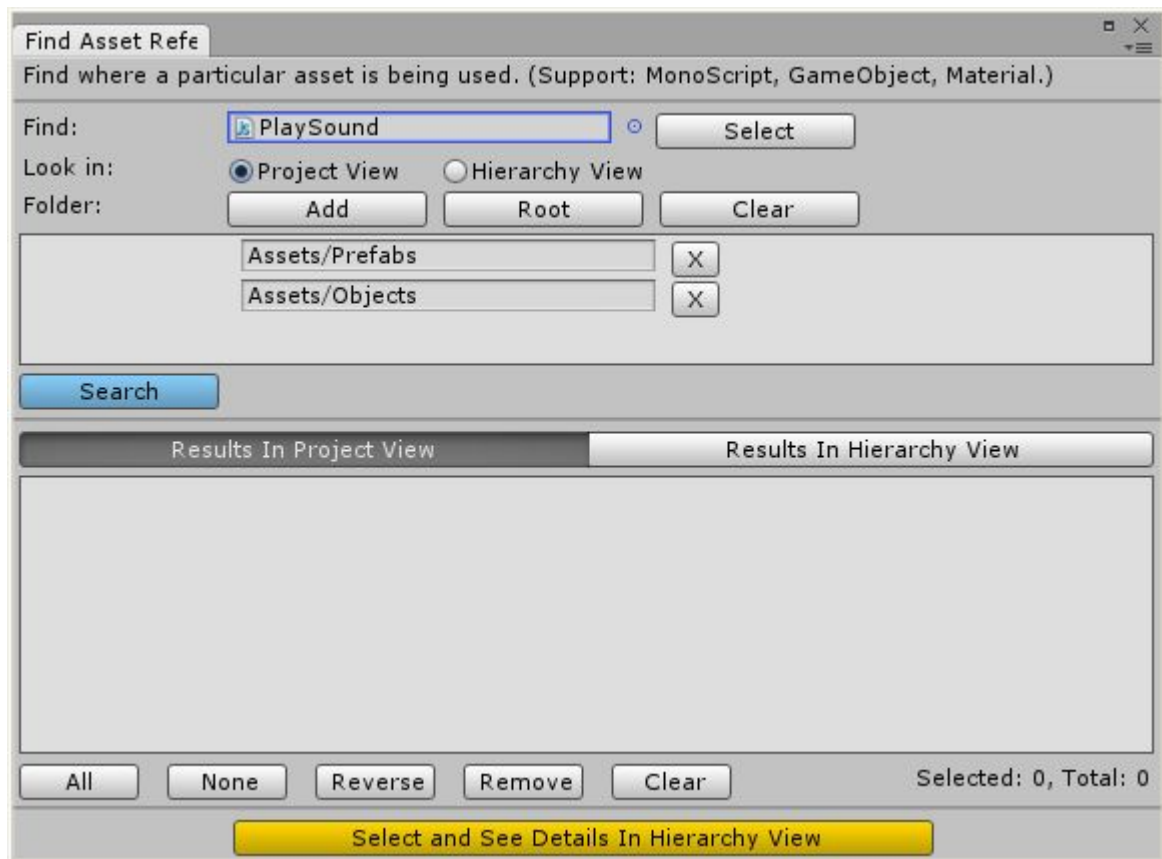 Find Asset Refe
Find where a particular asset is being used. (Support: MonoScript, GameObject, Material.)
Find: PlaySound Select
Look in: Project View Hierarchy View
Folder: Add Root Clear
Assets/Prefabs X
Assets/Objects X
Search
Results In Project View Results In Hierarchy View
All None Reverse Remove Clear Selected: 0, Total: 0
Select and See Details In Hierarchy View